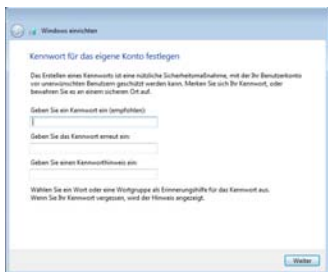 Windows einrichten
Kennwort für das eigene Konto festlegen
Das Erstellen eines Kennworts ist eine nützliche Sicherheitsmaßnahme, mit der Ihr Benutzerkonto
vor unerwünschten Benutzern geschützt werden kann. Merken Sie sich Ihr Kennwort, oder
bewahren Sie es an einem sicheren Ort auf.
Geben Sie ein Kennwort ein (empfohlen):
Geben Sie das Kennwort erneut ein:
Geben Sie einen Kennworthinweis ein:
Wählen Sie ein Wort oder eine Wortgruppe als Erinnerungshilfe für das Kennwort aus.
Wenn Sie Ihr Kennwort vergessen, wird der Hinweis angezeigt.
Weiter